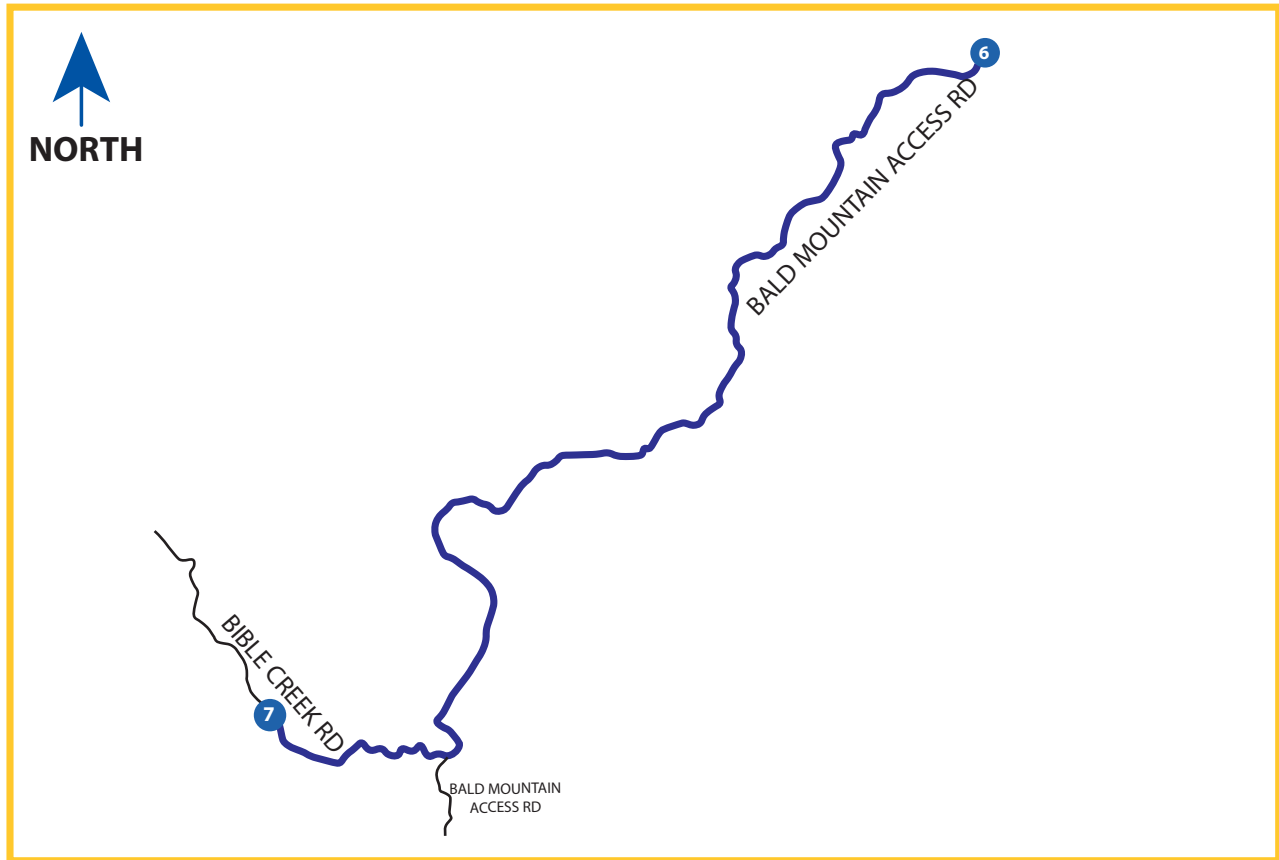 6
NORTH
BALD MOUNTAIN ACCESS RD
BIBLE CREEK RD
7
BALD MOUNTAIN
ACCESS RD